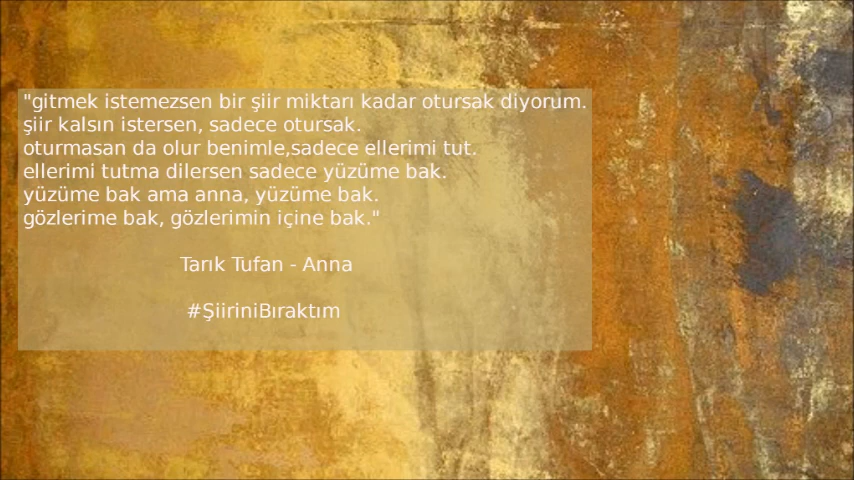 "gitmek istemezsen bir şiir miktarı kadar otursak diyorum.
şiir kalsın istersen, sadece otursak.
oturmasan da olur benimle,sadece ellerimi tut.
ellerimi tutma dilersen sadece yüzüme bak.
yüzüme bak ama anna, yüzüme bak.
gözlerime bak, gözlerimin içine bak."
Tarık Tufan - Anna
#ŞiiriniBıraktım